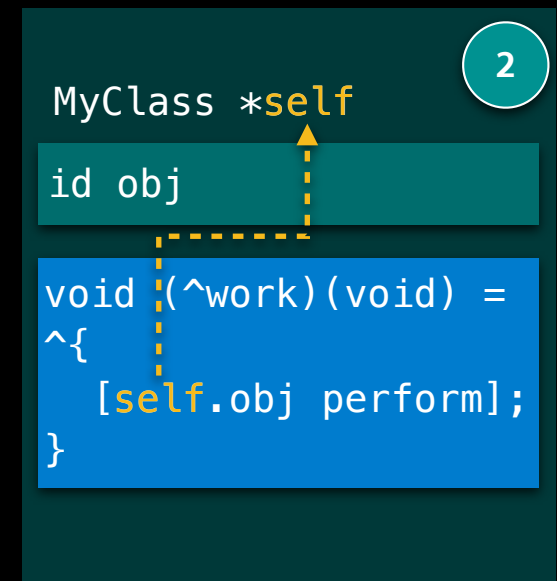 2
MyClass *self
id obj
void (^work)(void) =
^{
[self.obj perform];
}